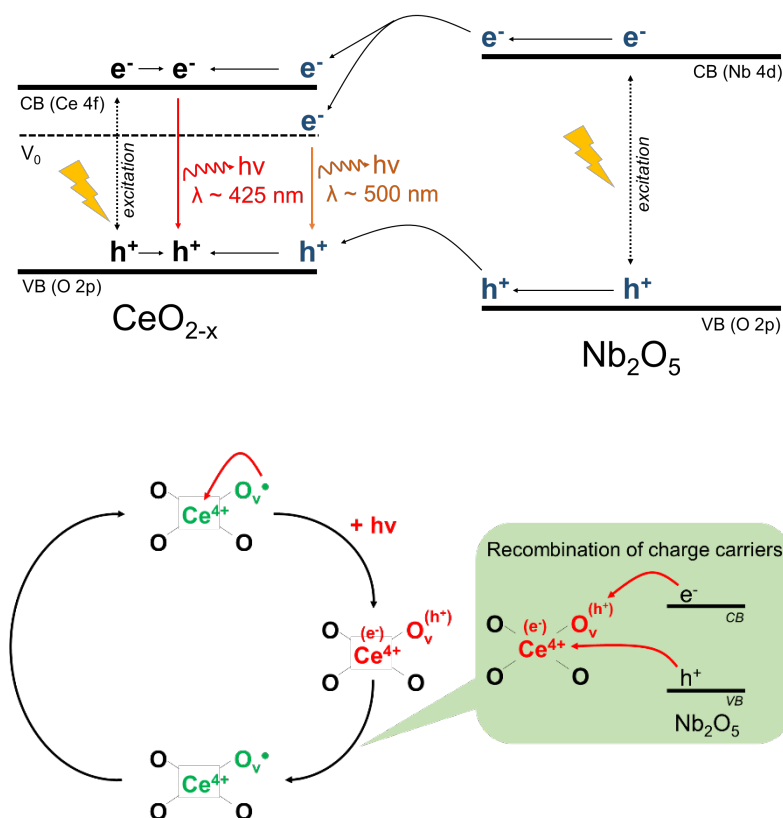 e⁻ e⁻
e⁻ → e⁻ ← e⁻
CB (Nb 4d)
CB (Ce 4f)
e⁻
V₀
excitation
hν
λ ~ 425 nm
hν
λ ~ 500 nm
excitation
h⁺ h⁺ h⁺
VB (O 2p)
h⁺ h⁺
VB (O 2p)
CeO₂₋ₓ
Nb₂O₅
O Oᵥ•
Ce⁴⁺
O O
+ hν
O (e⁻) Oᵥ(h⁺)
Ce⁴⁺
O O
O Oᵥ•
Ce⁴⁺
O O
Recombination of charge carriers
e⁻
CB
O (e⁻) Oᵥ(h⁺)
Ce⁴⁺
O O
h⁺
VB
Nb₂O₅